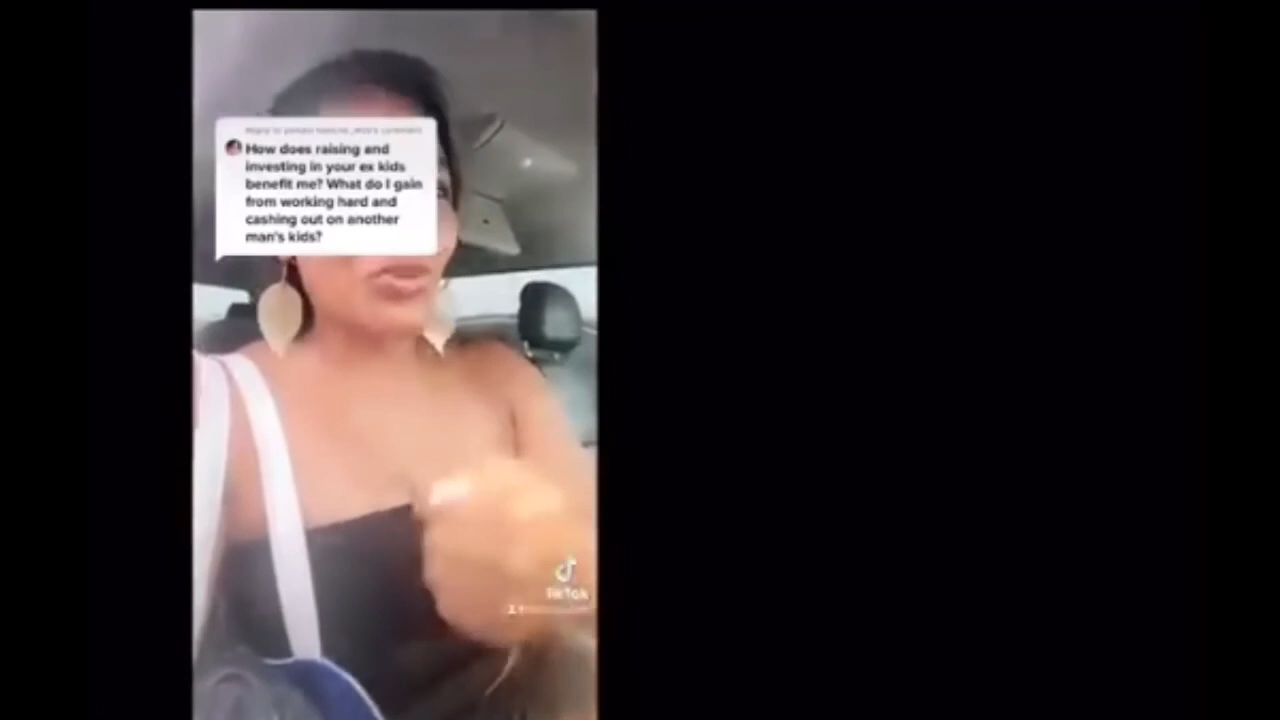 How does raising and
investing in your ex kids
benefit me? What do I gain
from working hard and
cashing out on another
man's kids?
TikTok